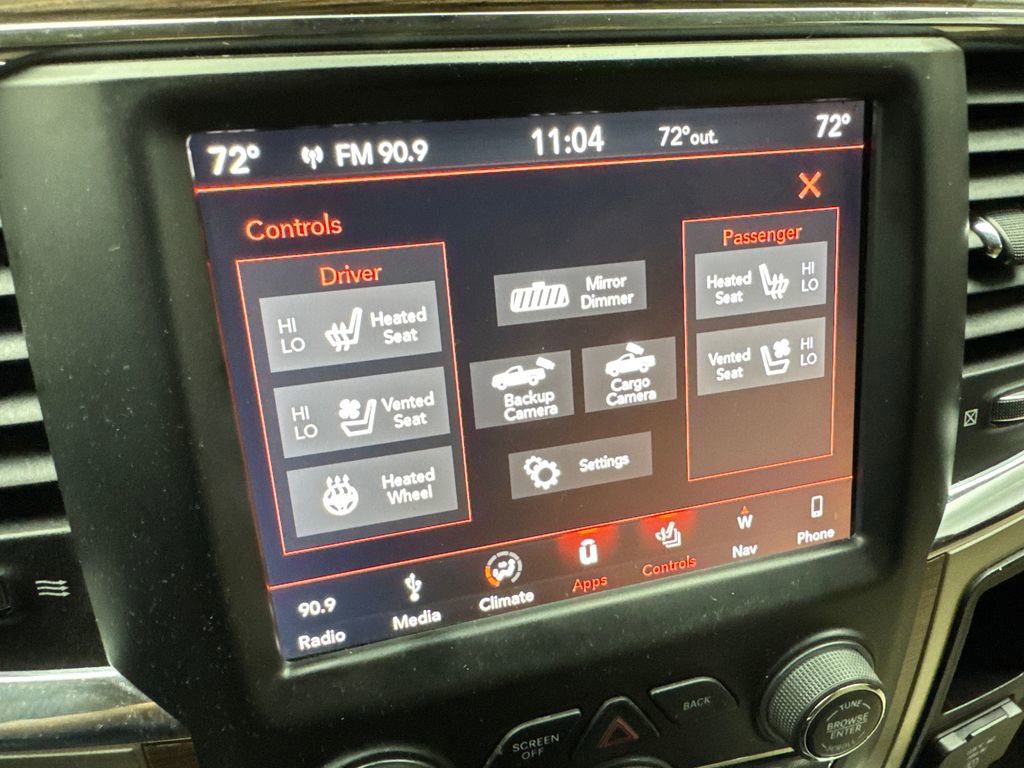 72° FM 90.9 11:04 72°out. 72°
X
Controls
Driver
HI
LO
Heated
Seat
HI
LO
Vented
Seat
Heated
Wheel
Mirror
Dimmer
Backup
Camera
Cargo
Camera
Settings
Passenger
Heated
Seat
HI
LO
Vented
Seat
HI
LO
90.9
W
Radio Media Climate Apps Controls Nav Phone
SCREEN
OFF
BACK
TUNE
BROWSE
ENTER
SCROLL